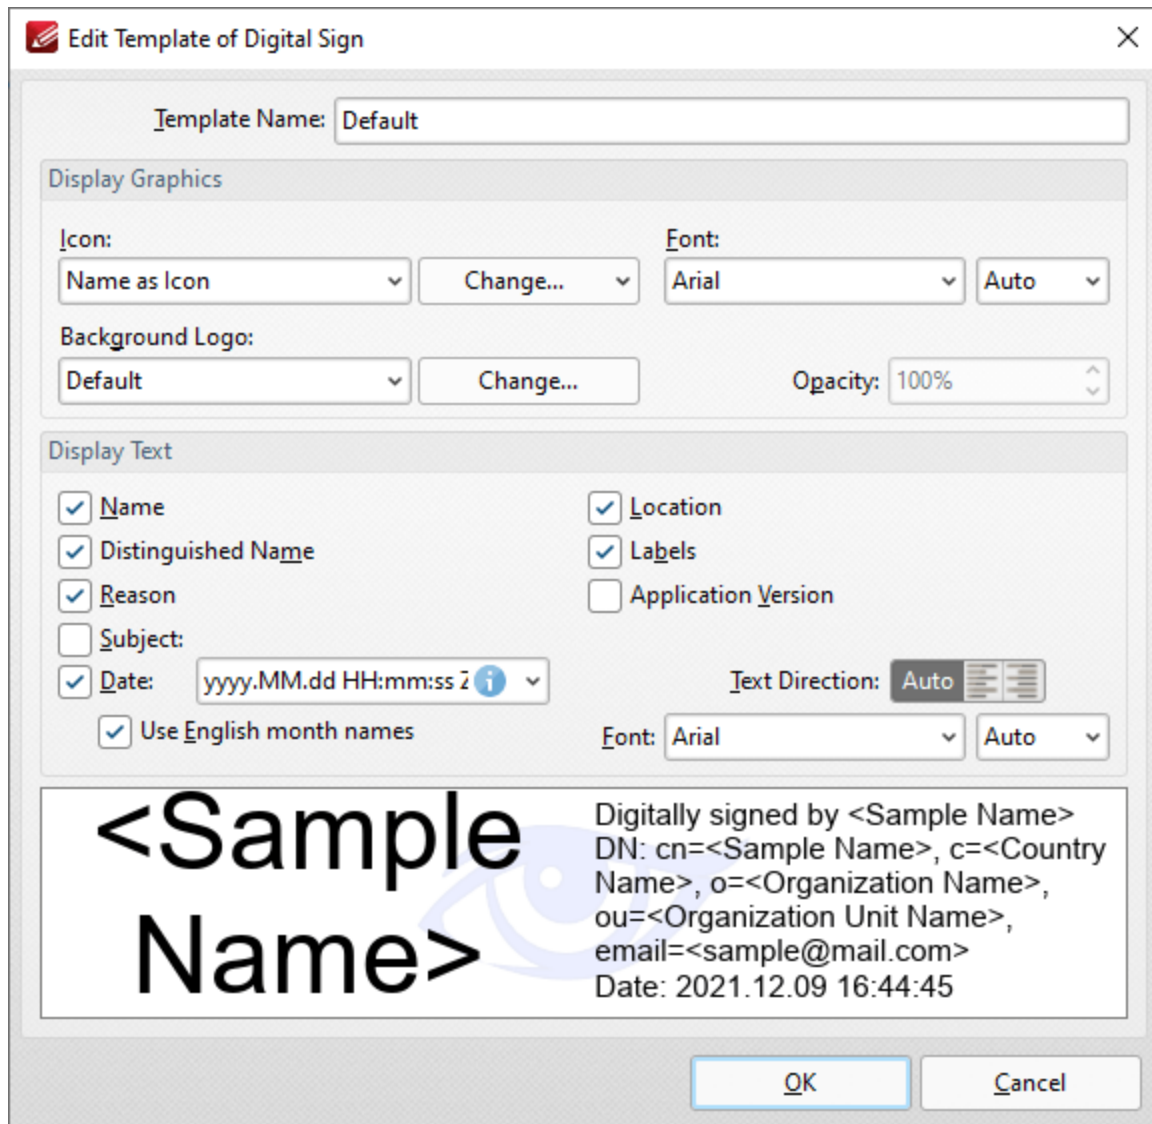 Edit Template of Digital Sign
Template Name: Default
Display Graphics
Icon: Font:
Name as Icon Change... Arial Auto
Background Logo:
Default Change... Opacity: 100%
Display Text
Name Location
Distinguished Name Labels
Reason Application Version
Subject:
Date: yyyy.MM.dd HH:mm:ss Text Direction: Auto
Use English month names Font: Arial Auto
<Sample
Name>
Digitally signed by <Sample Name>
DN: cn=<Sample Name>, c=<Country
Name>, o=<Organization Name>,
ou=<Organization Unit Name>,
email=<sample@mail.com>
Date: 2021.12.09 16:44:45
OK Cancel